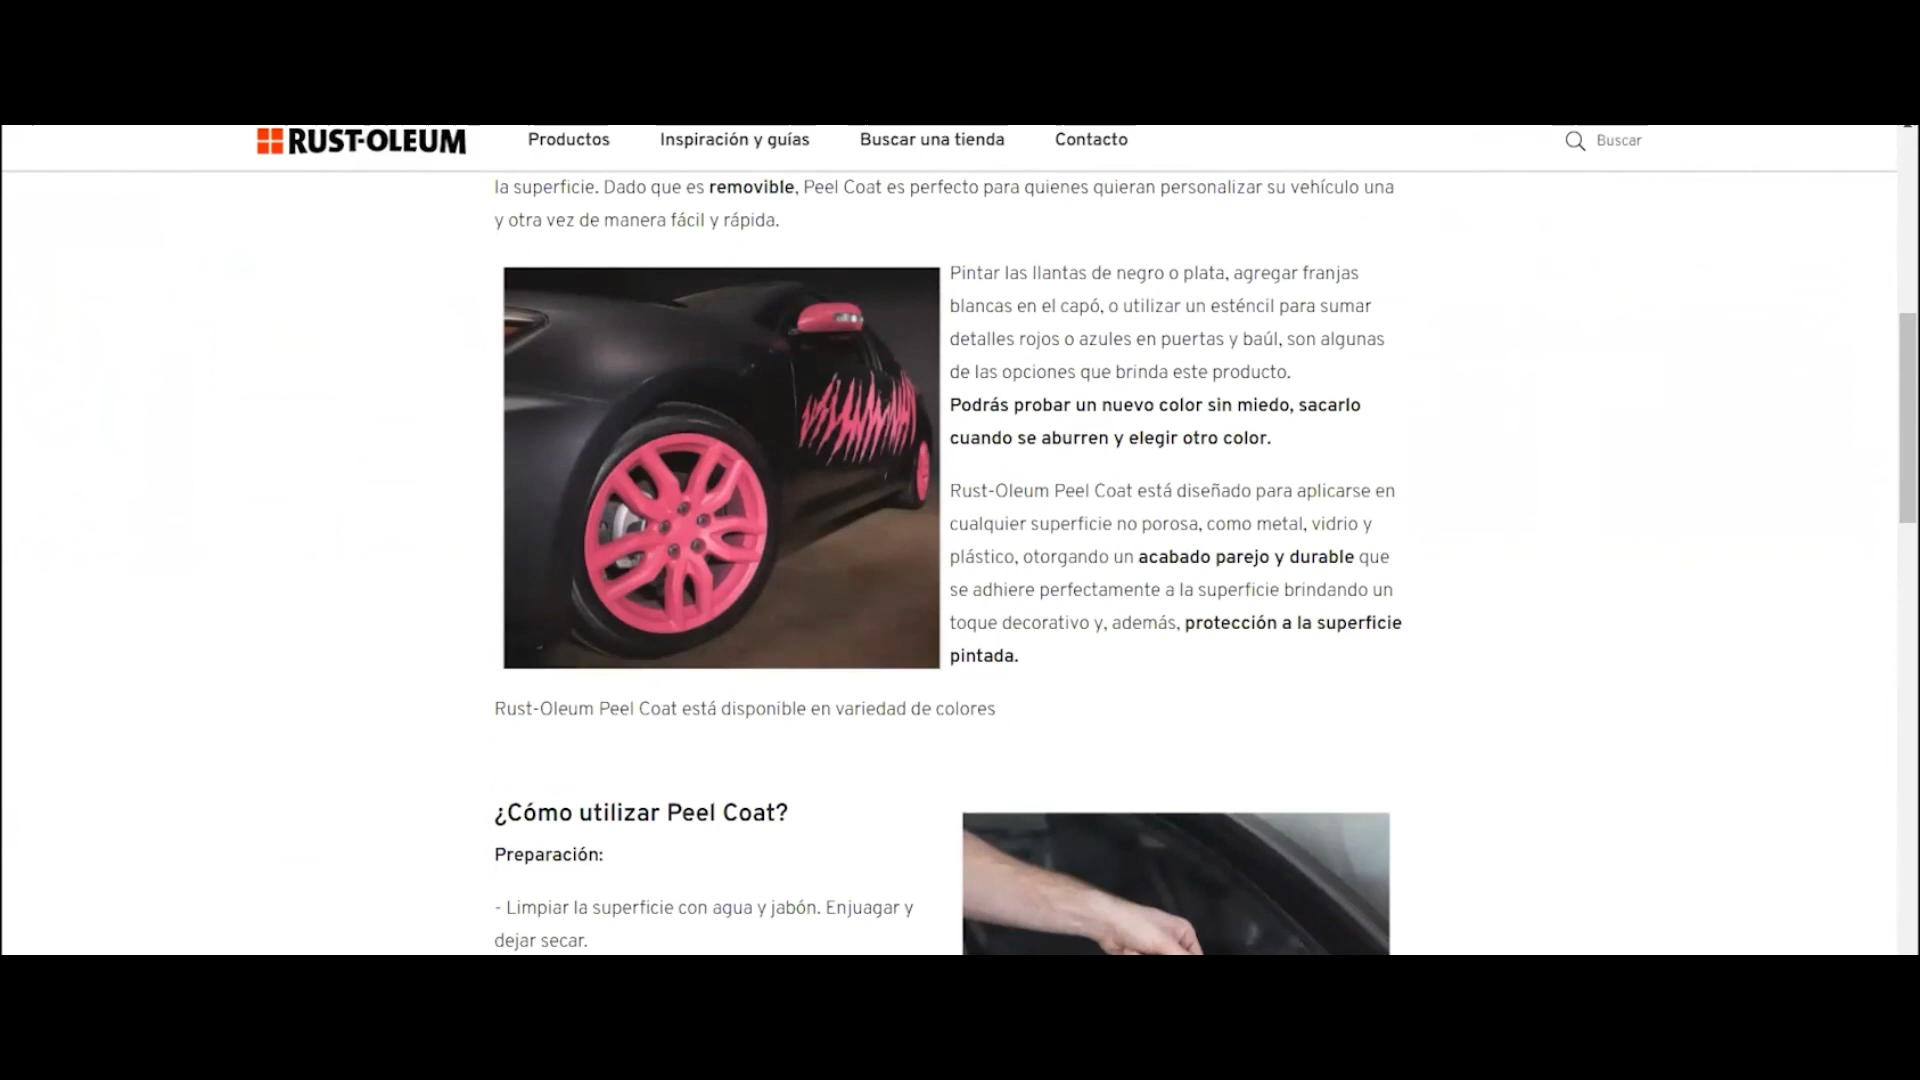 RUST-OLEUM Productos Inspiración y guías Buscar una tienda Contacto Buscar
la superficie. Dado que es removible, Peel Coat es perfecto para quienes quieran personalizar su vehículo una
y otra vez de manera fácil y rápida.
Pintar las llantas de negro o plata, agregar franjas
blancas en el capó, o utilizar un esténcil para sumar
detalles rojos o azules en puertas y baúl, son algunas
de las opciones que brinda este producto.
Podrás probar un nuevo color sin miedo, sacarlo
cuando se aburren y elegir otro color.
Rust-Oleum Peel Coat está diseñado para aplicarse en
cualquier superficie no porosa, como metal, vidrio y
plástico, otorgando un acabado parejo y durable que
se adhiere perfectamente a la superficie brindando un
toque decorativo y, además, protección a la superficie
pintada.
Rust-Oleum Peel Coat está disponible en variedad de colores
¿Cómo utilizar Peel Coat?
Preparación:
- Limpiar la superficie con agua y jabón. Enjuagar y
dejar secar.